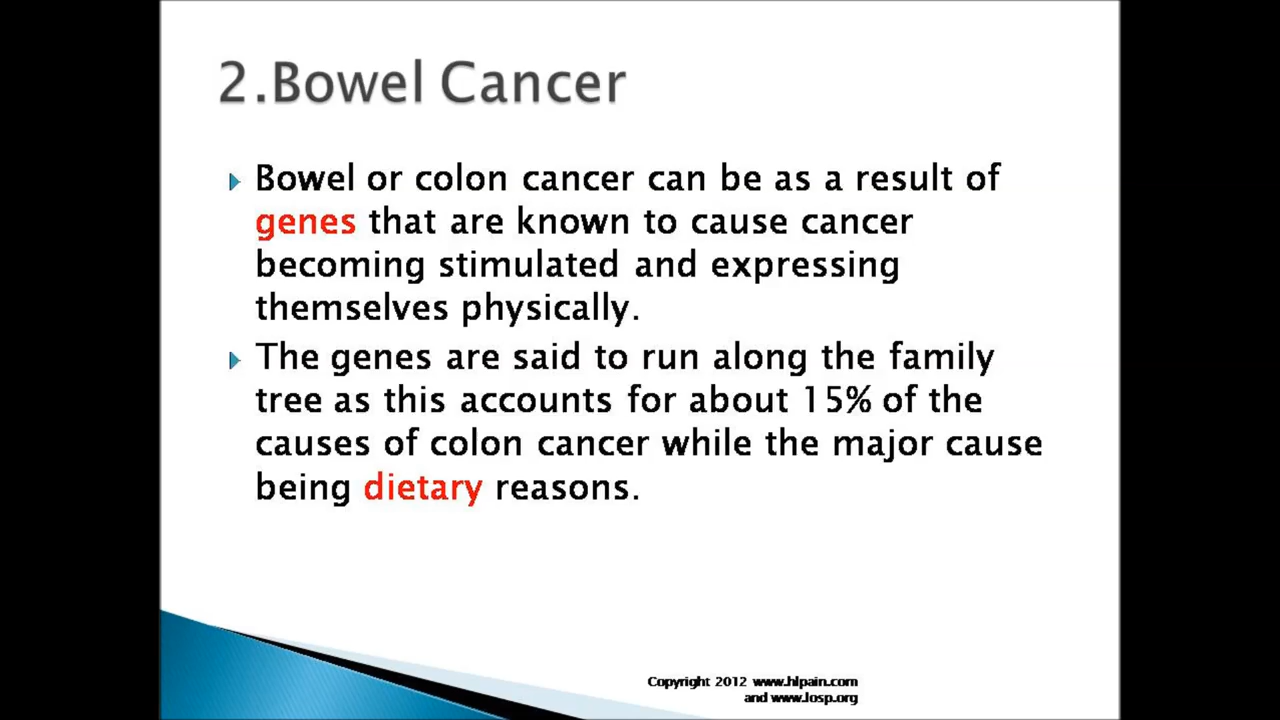 2.Bowel Cancer
Bowel or colon cancer can be as a result of
genes that are known to cause cancer
becoming stimulated and expressing
themselves physically.
The genes are said to run along the family
tree as this accounts for about 15% of the
causes of colon cancer while the major cause
being dietary reasons.
Copyright 2012 www.hlpain.com
and www.losp.org